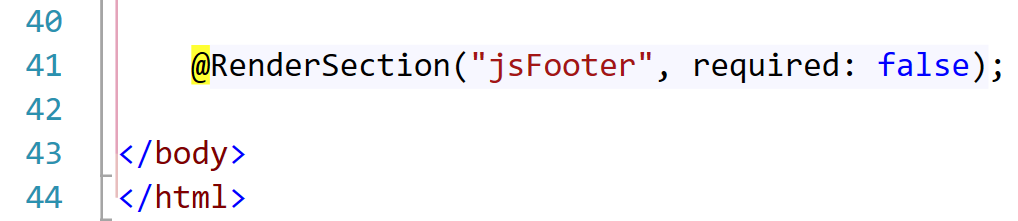 40
41 @RenderSection("jsFooter", required: false);
42
43 </body>
44 </html>